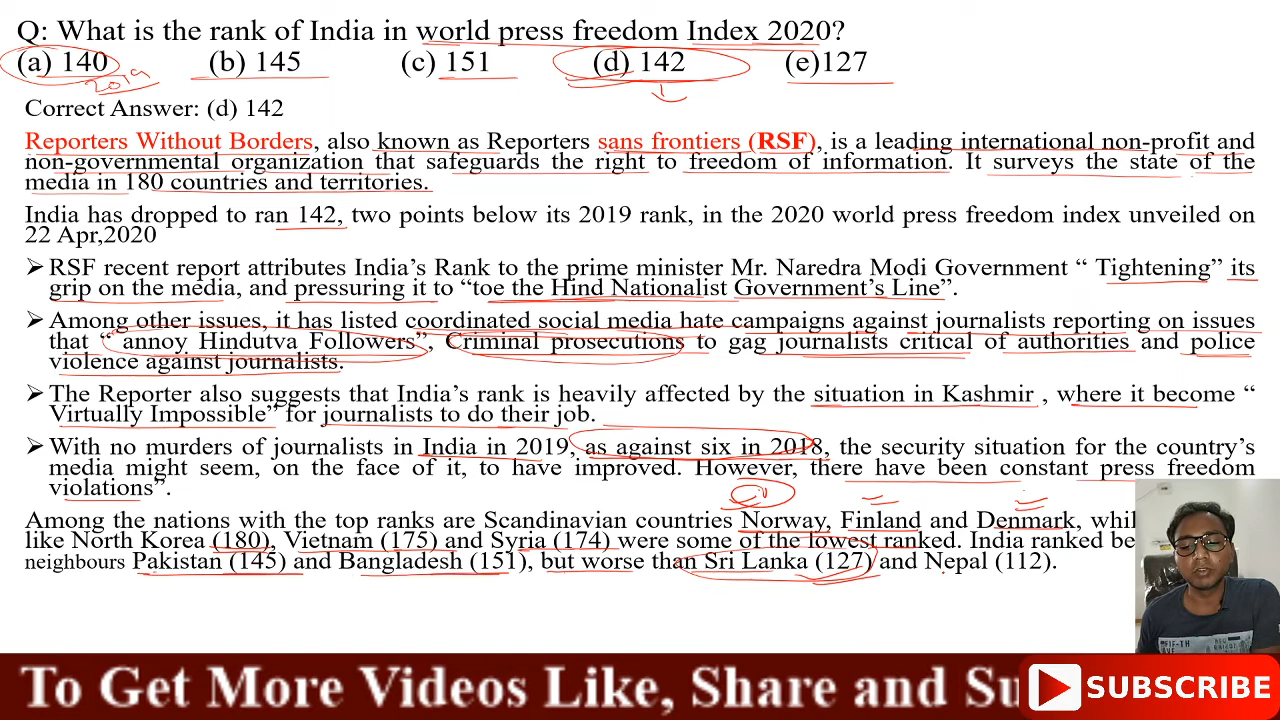 Q: What is the rank of India in world press freedom Index 2020?
(a) 140 (b) 145 (c) 151 (d) 142 (e)127
2019
Correct Answer: (d) 142
Reporters Without Borders, also known as Reporters sans frontiers (RSF), is a leading international non-profit and
non-governmental organization that safeguards the right to freedom of information. It surveys the state of the
media in 180 countries and territories.
India has dropped to ran 142, two points below its 2019 rank, in the 2020 world press freedom index unveiled on
22 Apr,2020
➢ RSF recent report attributes India's Rank to the prime minister Mr. Naredra Modi Government “ Tightening” its
grip on the media, and pressuring it to “toe the Hind Nationalist Government's Line”.
➢ Among other issues, it has listed coordinated social media hate campaigns against journalists reporting on issues
that “ annoy Hindutva Followers”, Criminal prosecutions to gag journalists critical of authorities and police
violence against journalists.
➢ The Reporter also suggests that India's rank is heavily affected by the situation in Kashmir , where it become “
Virtually Impossible” for journalists to do their job.
➢ With no murders of journalists in India in 2019, as against six in 2018, the security situation for the country's
media might seem, on the face of it, to have improved. However, there have been constant press freedom
violations”.
Among the nations with the top ranks are Scandinavian countries Norway, Finland and Denmark,
like North Korea (180), Vietnam (175) and Syria (174) were some of the lowest ranked. India ranked
neighbours Pakistan (145) and Bangladesh (151), but worse than Sri Lanka (127) and Nepal (112).
To Get More Videos Like, Share and Su
SUBSCRIBE